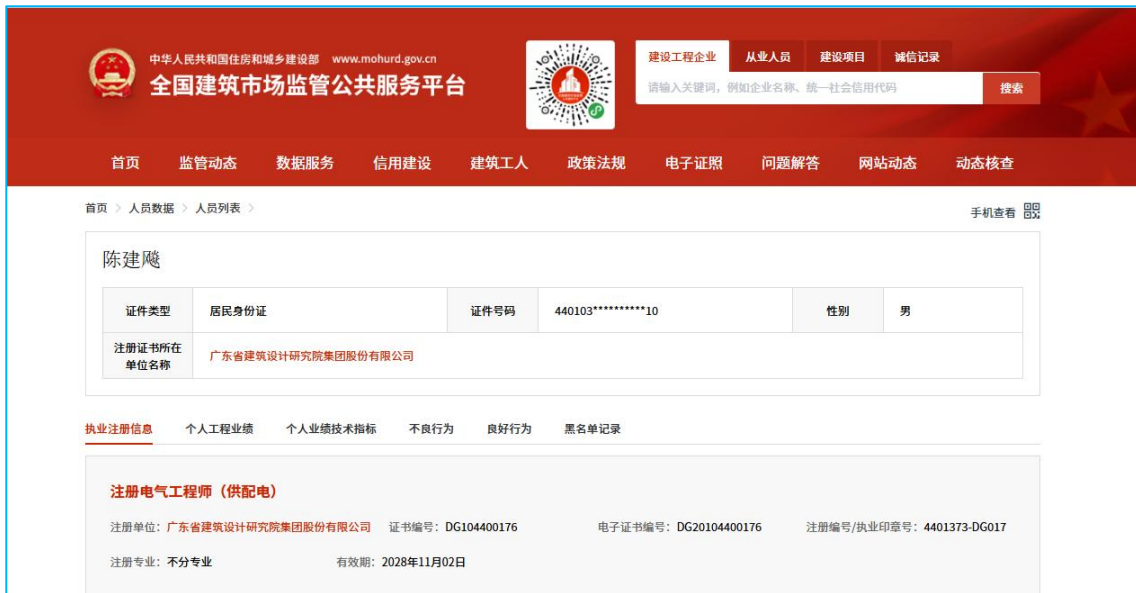 中华人民共和国住房和城乡建设部 www.mohurd.gov.cn
全国建筑市场监管公共服务平台
建设工程企业 从业人员 建设项目 诚信记录
请输入关键词，例如企业名称、统一社会信用代码 搜索
首页 监管动态 数据服务 信用建设 建筑工人 政策法规 电子证照 问题解答 网站动态 动态核查
首页 > 人员数据 > 人员列表 >
手机查看
陈建飚
证件类型 居民身份证 证件号码 440103**********10 性别 男
注册证书所在
单位名称
广东省建筑设计研究院集团股份有限公司
执业注册信息 个人工程业绩 个人业绩技术指标 不良行为 良好行为 黑名单记录
注册电气工程师（供配电）
注册单位：广东省建筑设计研究院集团股份有限公司 证书编号：DG104400176 电子证书编号：DG20104400176 注册编号/执业印章号：4401373-DG017
注册专业：不分专业 有效期：2028年11月02日